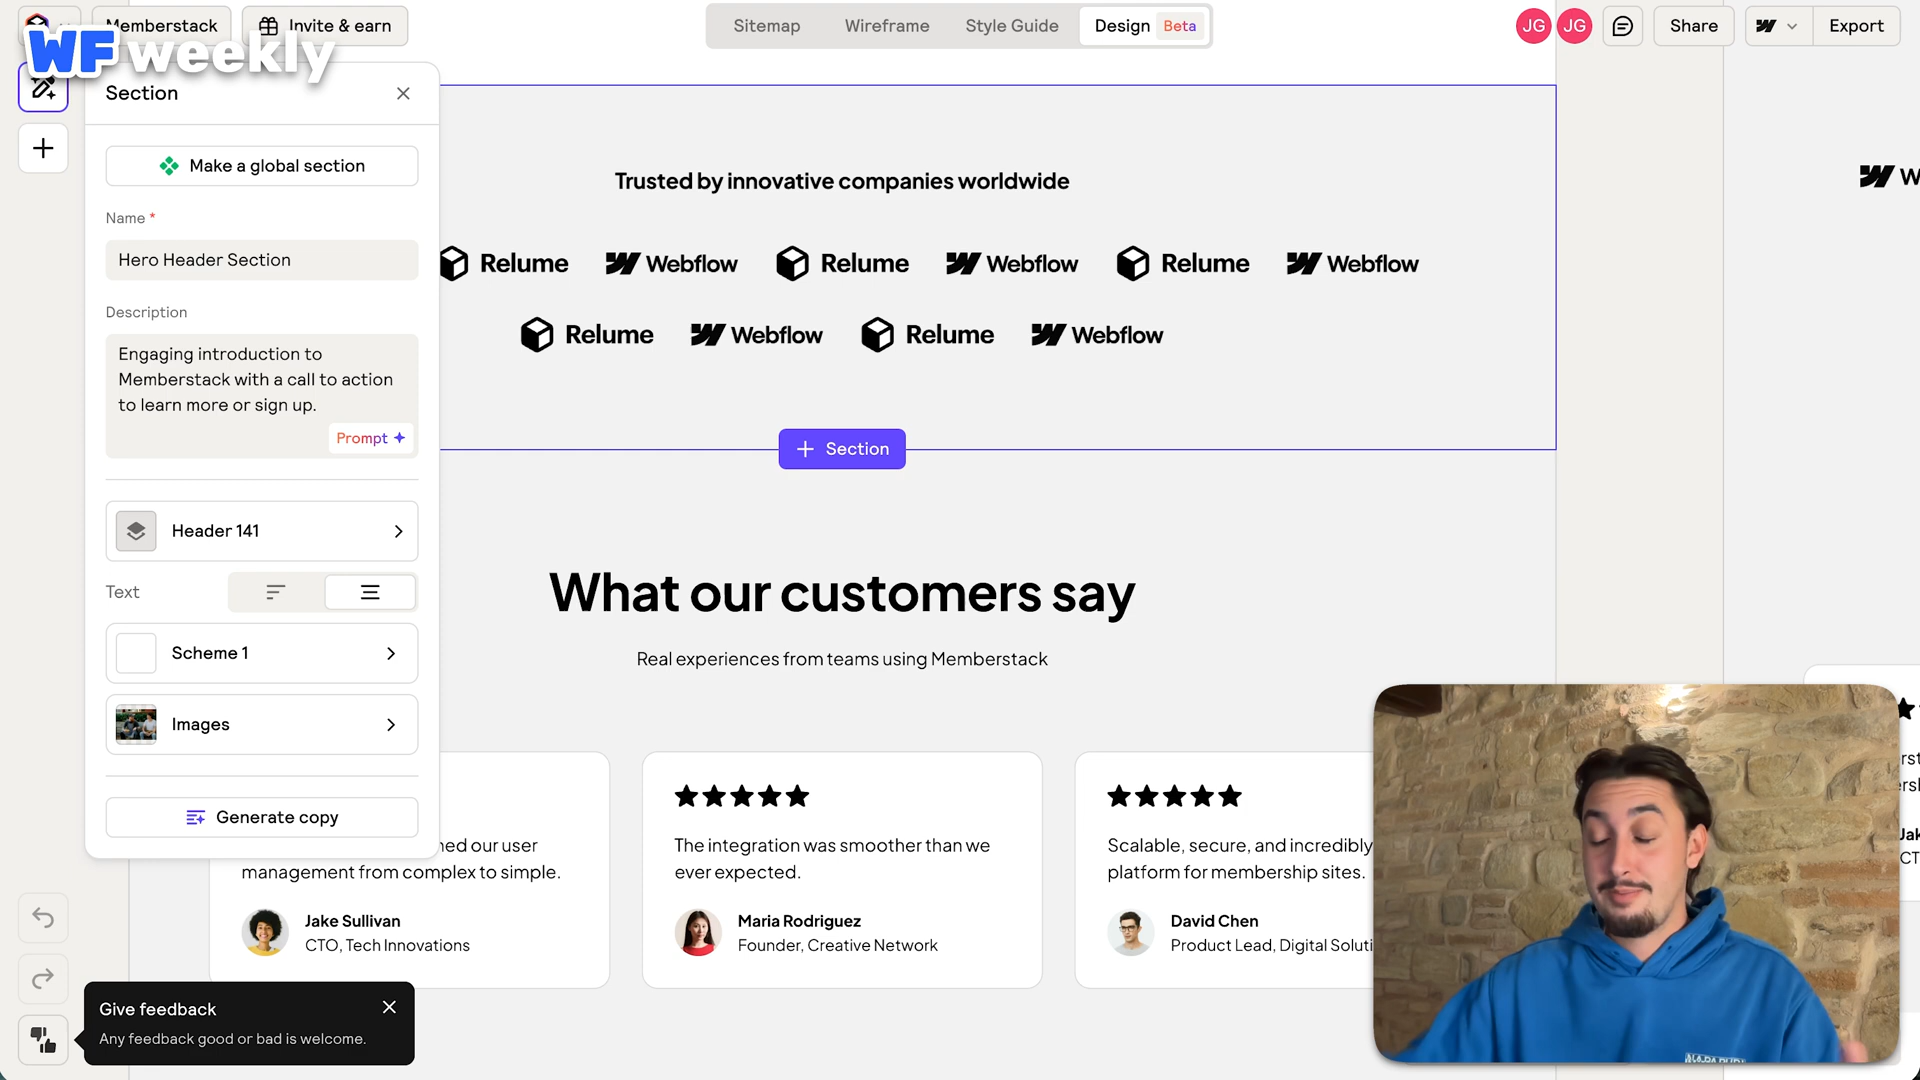 Memberstack
Invite & earn
Sitemap
Wireframe
Style Guide
Design
Beta
JG
JG
Share
Export
WF weekly
Section
Make a global section
Name *
Hero Header Section
Description
Engaging introduction to
Memberstack with a call to action
to learn more or sign up.
Prompt
Header 141
Text
Scheme 1
Images
Generate copy
Trusted by innovative companies worldwide
Relume
Webflow
Relume
Webflow
Relume
Webflow
Relume
Webflow
Relume
Webflow
Section
What our customers say
Real experiences from teams using Memberstack
ned our user
management from complex to simple.
Jake Sullivan
CTO, Tech Innovations
The integration was smoother than we
ever expected.
Maria Rodriguez
Founder, Creative Network
Scalable, secure, and incredibly
platform for membership sites.
David Chen
Product Lead, Digital Soluti
Give feedback
Any feedback good or bad is welcome.